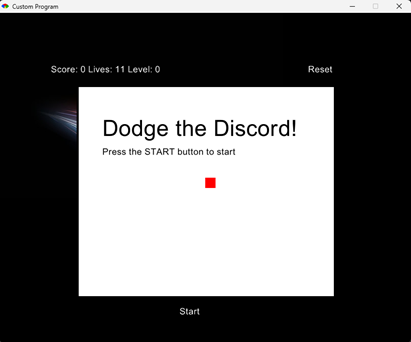 Custom Program
Score: 0 Lives: 11 Level: 0
Reset
Dodge the Discord!
Press the START button to start
Start